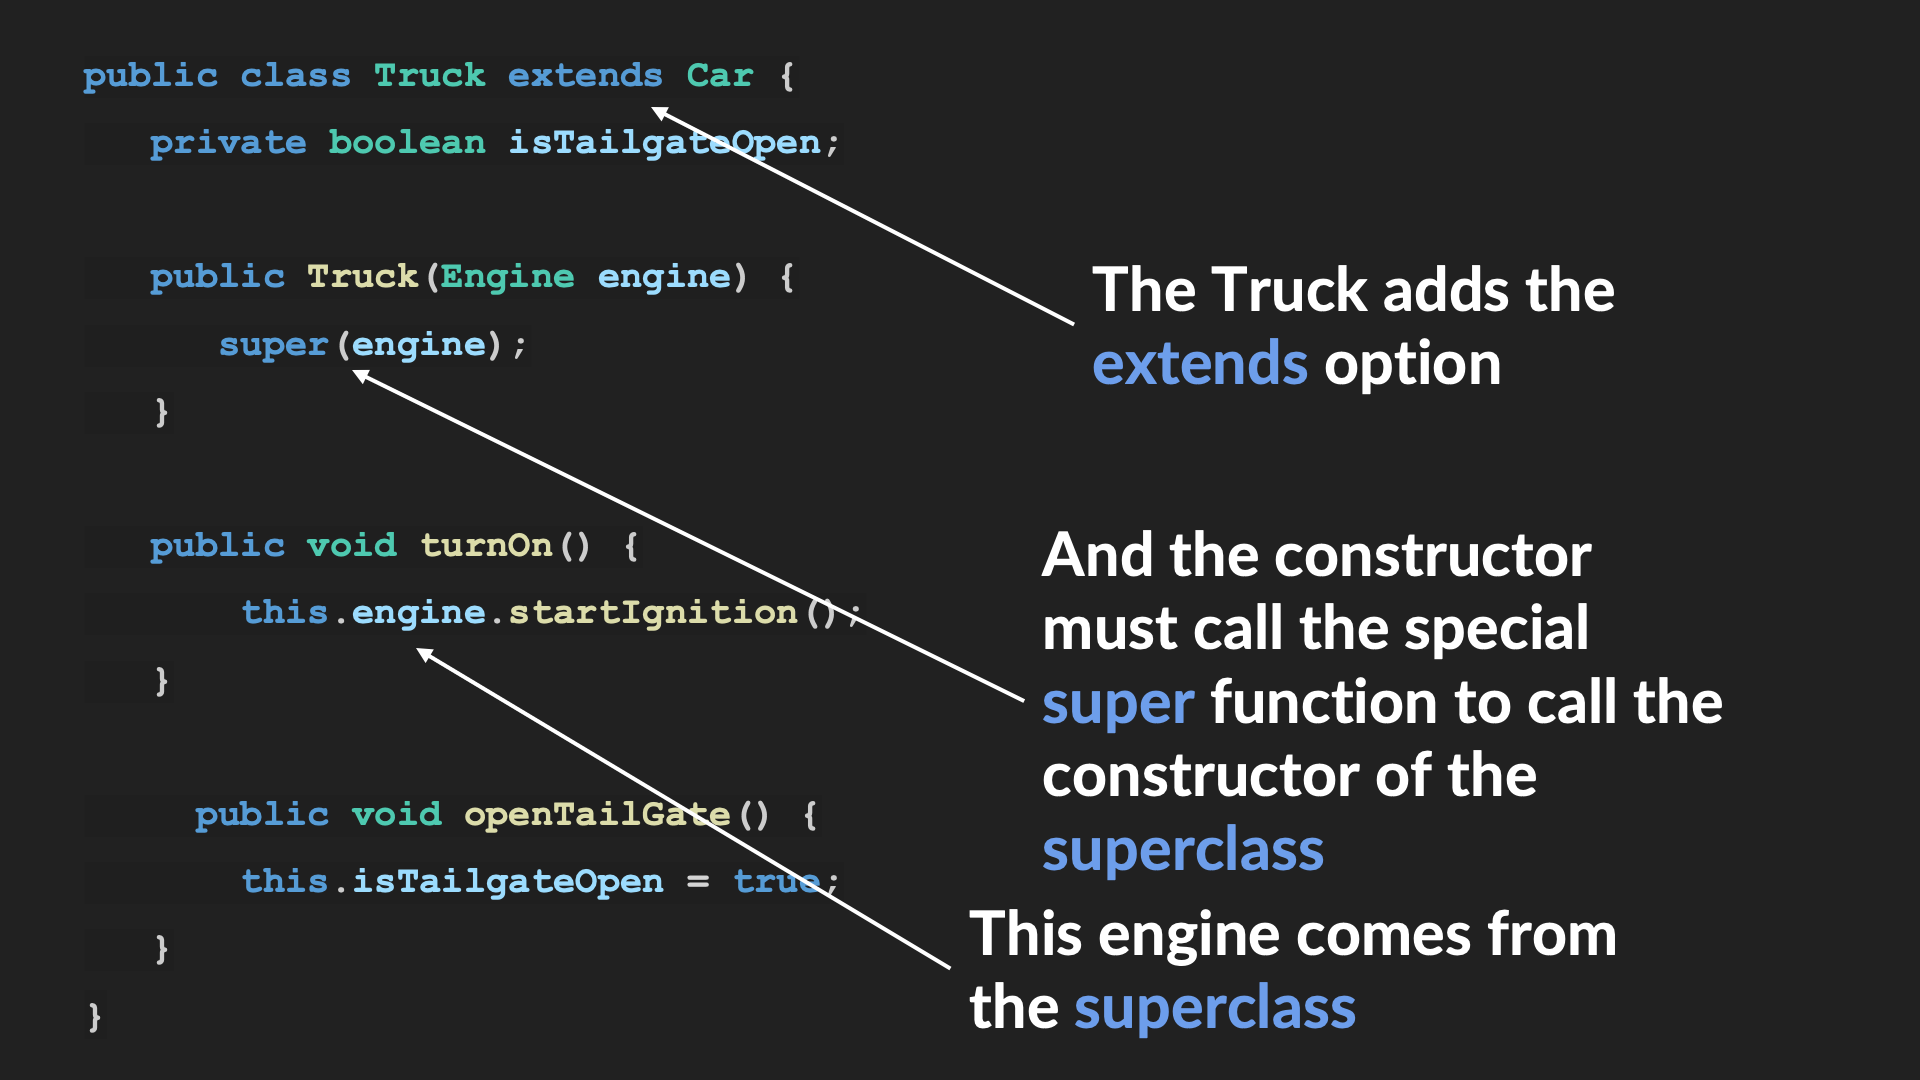 public class Truck extends Car {
private boolean isTailgateOpen;
public Truck(Engine engine) {
super(engine);
}
public void turnOn() {
this.engine.startIgnition();
}
public void openTailGate() {
this.isTailgateOpen = true;
}
}
The Truck adds the
extends option
And the constructor
must call the special
super function to call the
constructor of the
superclass
This engine comes from
the superclass